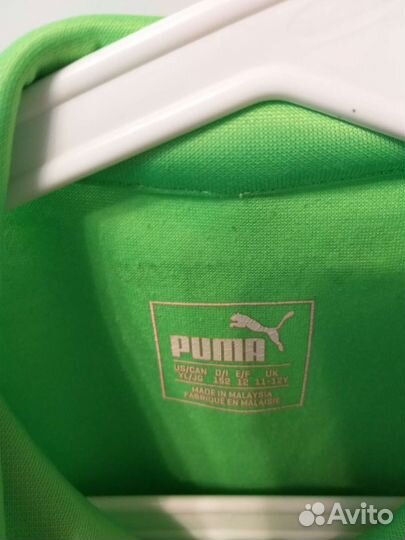 PUMA
US/CAN D/I E/F UK
YL/JG 152 12 11-12Y
MADE IN MALAYSIA
FABRIQUÉ EN MALAISIE
Avito